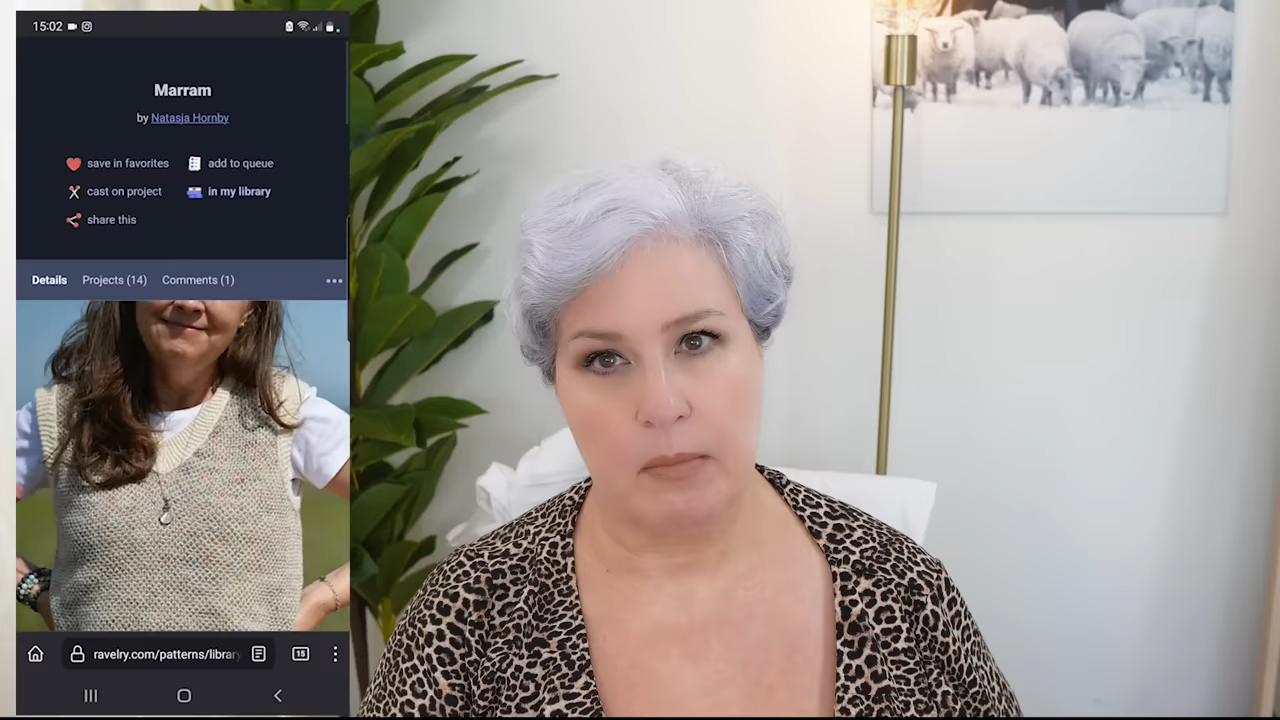 15:02
Marram
by Natasja Hornby
save in favorites
add to queue
cast on project
in my library
share this
Details Projects (14) Comments (1)
ravelry.com/patterns/library
15